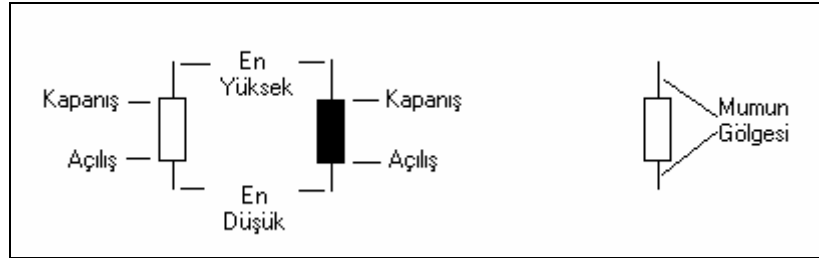 En
Yüksek
Kapanış
Açılış
En
Düşük
Kapanış
Açılış
Mumun
Gölgesi